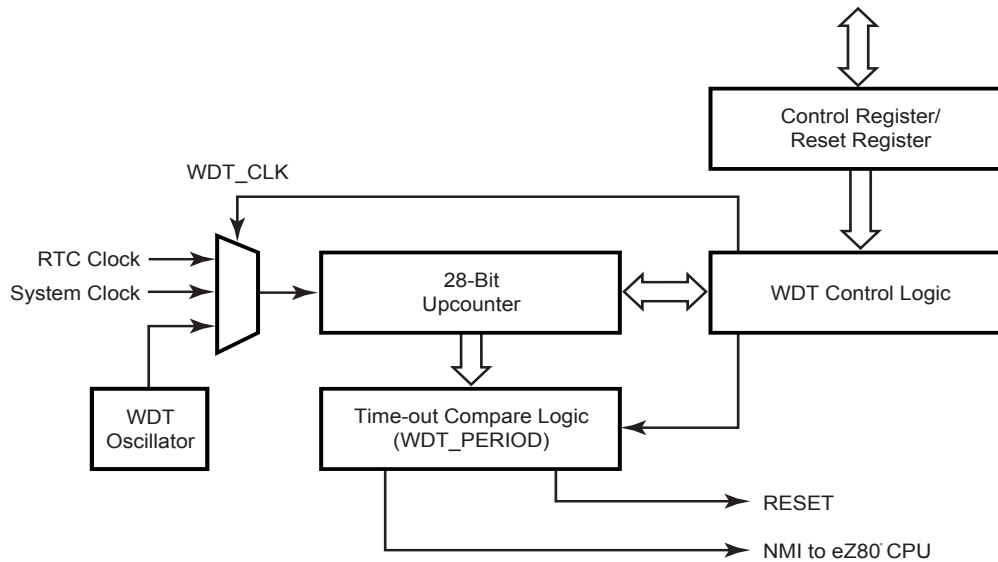 Control Register/
Reset Register
WDT_CLK
RTC Clock
System Clock
28-Bit
Upcounter
WDT Control Logic
WDT
Oscillator
Time-out Compare Logic
(WDT_PERIOD)
RESET
NMI to eZ80 CPU